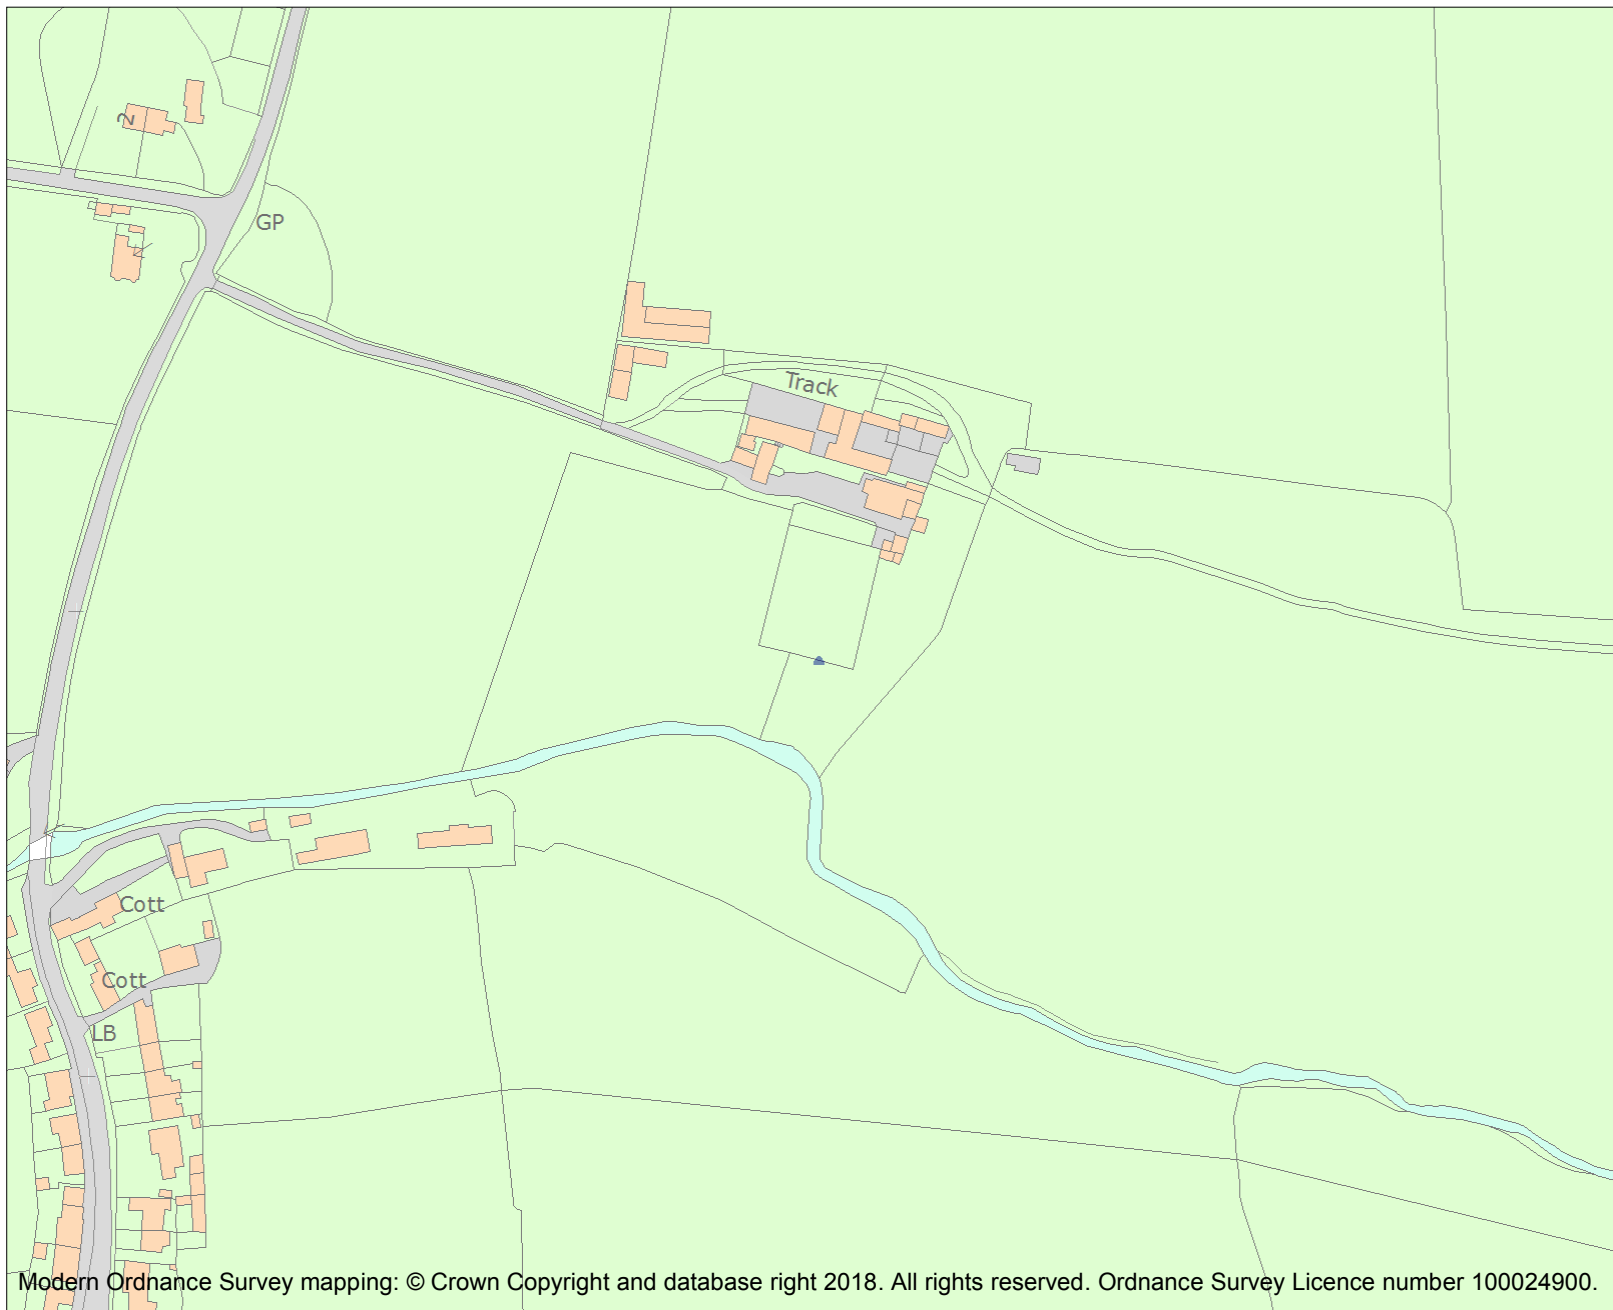 2
GP
Track
Cott
Cott
LB
Modern Ordnance Survey mapping: © Crown Copyright and database right 2018. All rights reserved. Ordnance Survey Licence number 100024900.